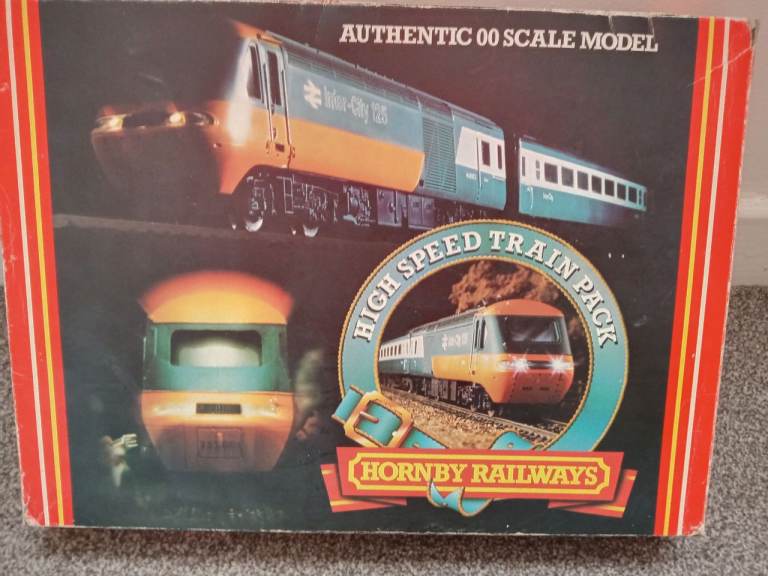 AUTHENTIC 00 SCALE MODEL
Inter-City 125
HIGH SPEED TRAIN PACK
HORNBY RAILWAYS